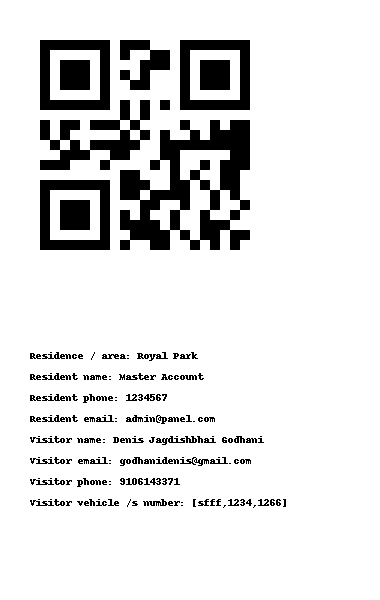 Residence / area: Royal Park
Resident name: Master Account
Resident phone: 1234567
Resident email: admin@panel.com
Visitor name: Denis Jagdishbhai Godhani
Visitor email: godhanidenis@gmail.com
Visitor phone: 9106143371
Visitor vehicle /s number: [sfff,1234,1266]